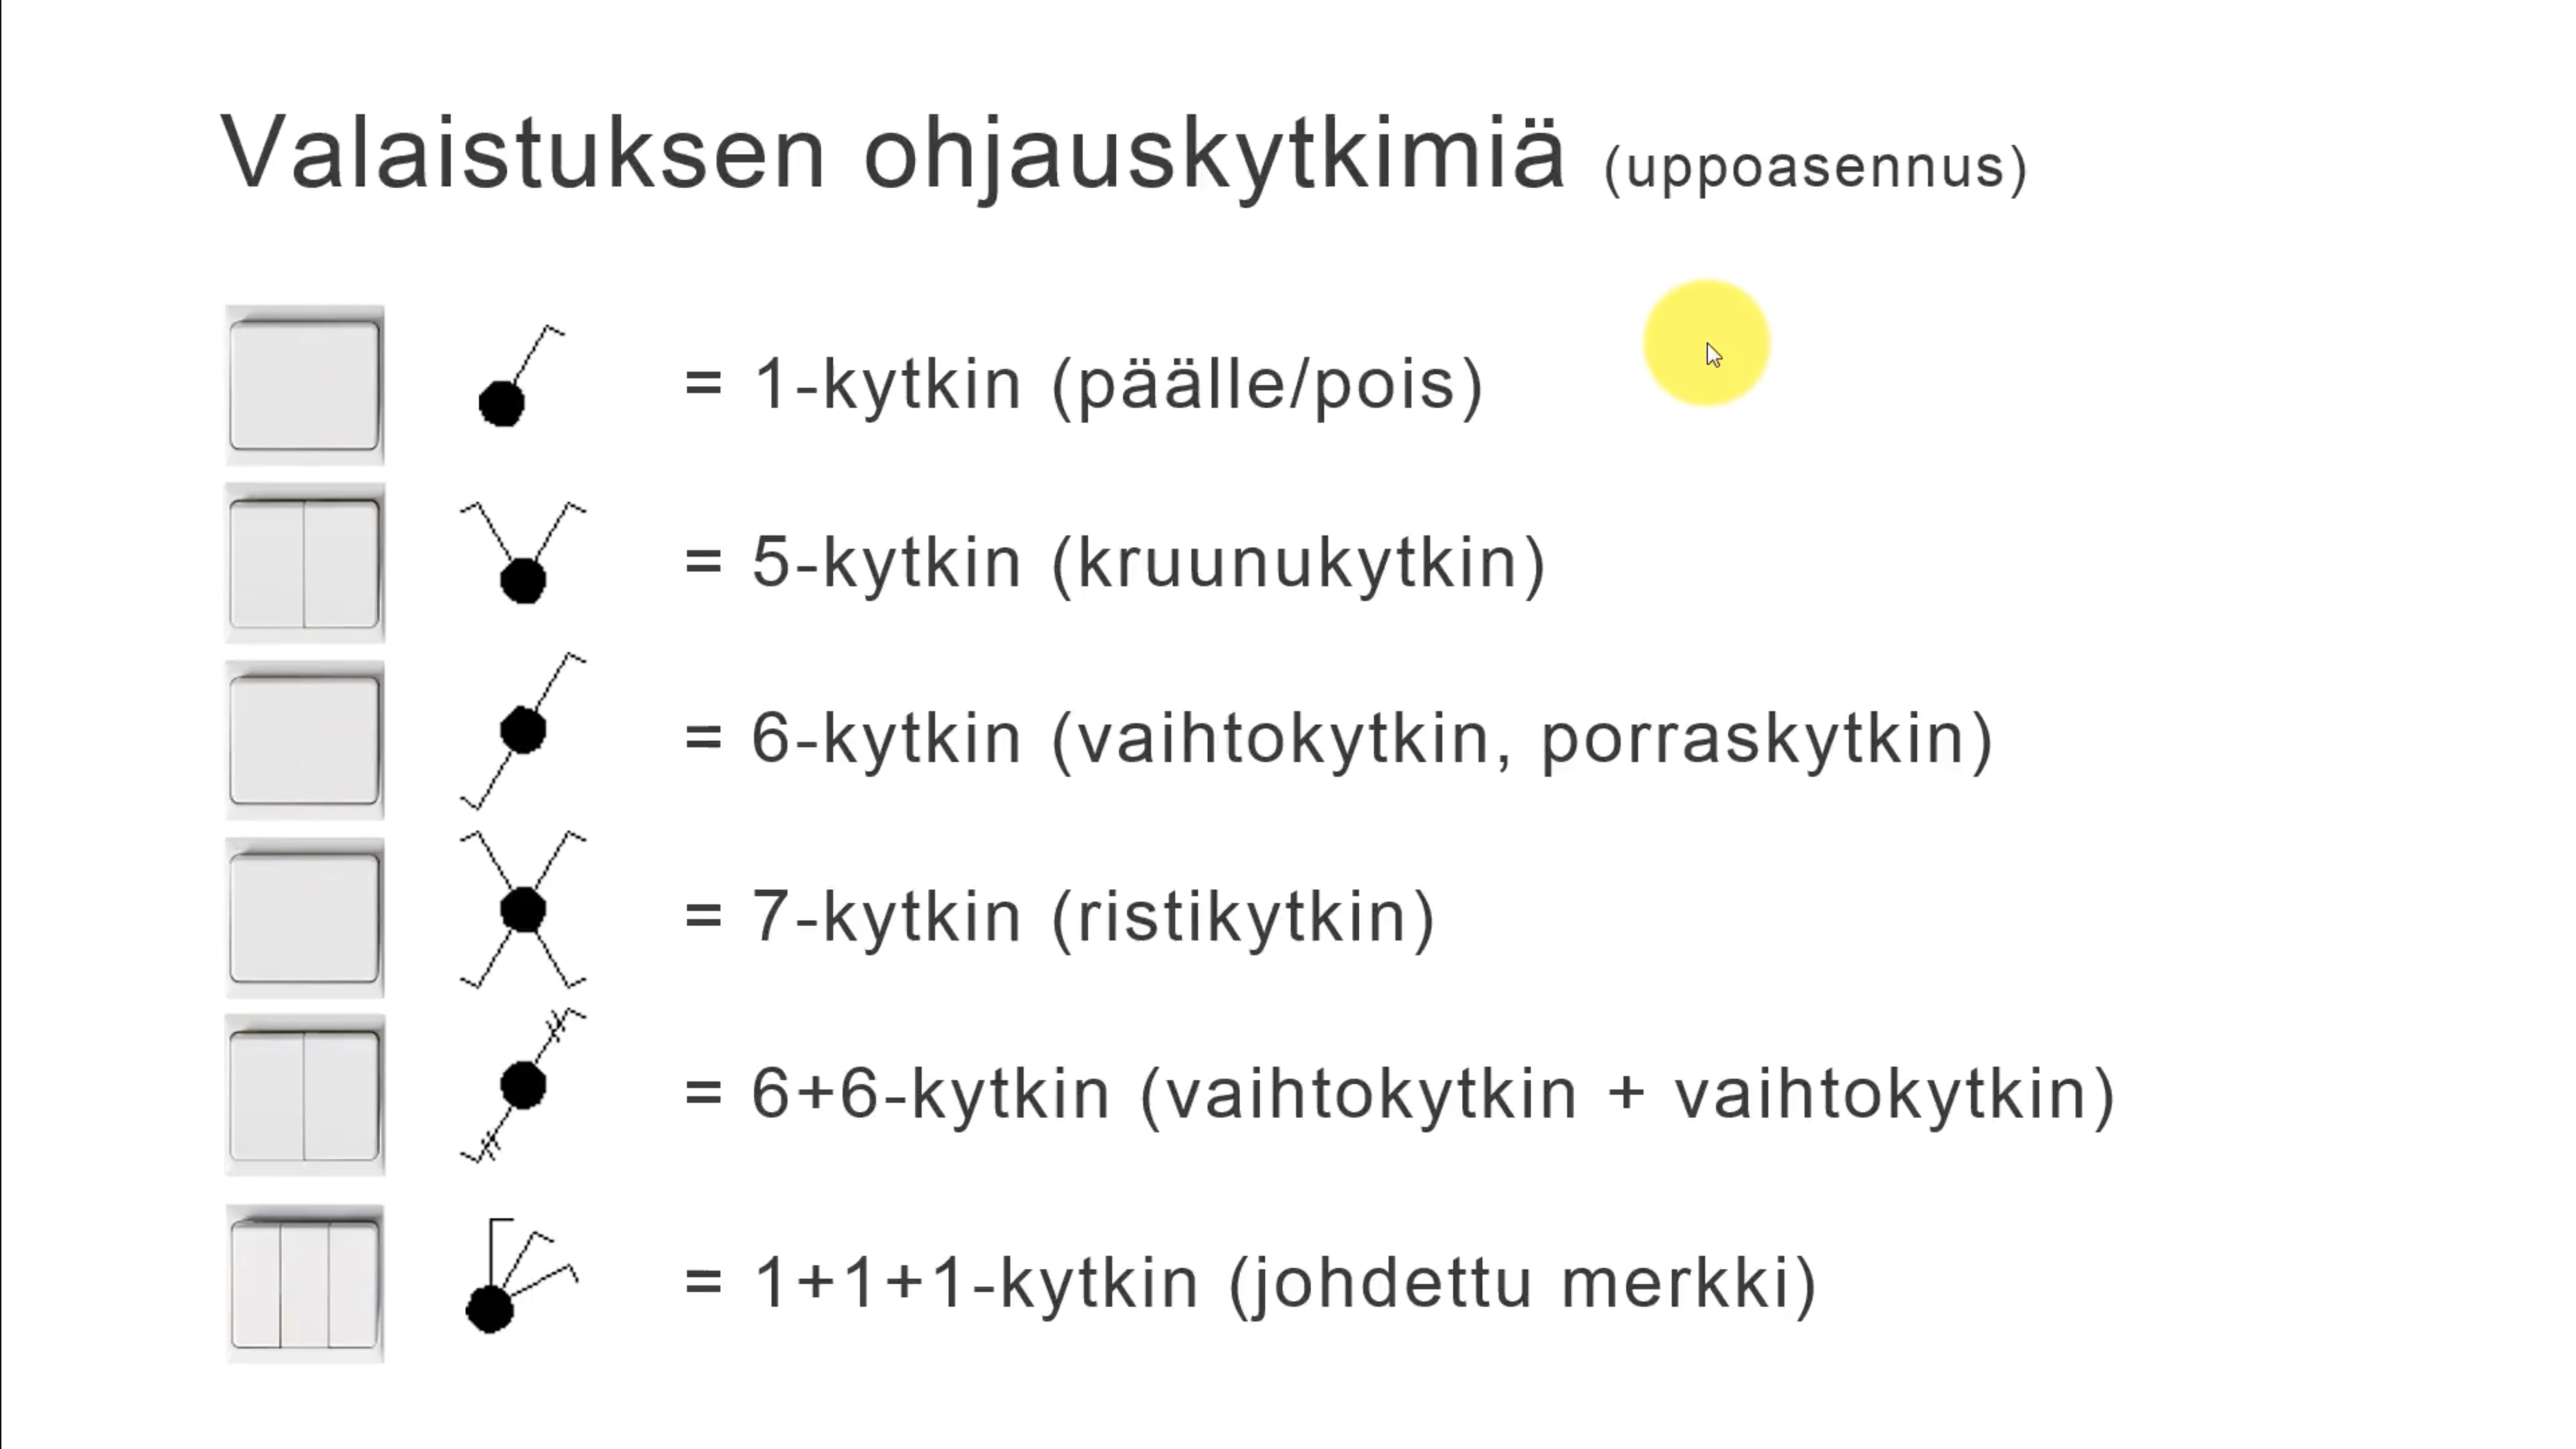 Valaistuksen ohjauskytkimiä (uppoasennus)
= 1-kytkin (päälle/pois)
= 5-kytkin (kruunukytkin)
= 6-kytkin (vaihtokytkin, porraskytkin)
= 7-kytkin (ristikytkin)
= 6+6-kytkin (vaihtokytkin + vaihtokytkin)
= 1+1+1-kytkin (johdettu merkki)